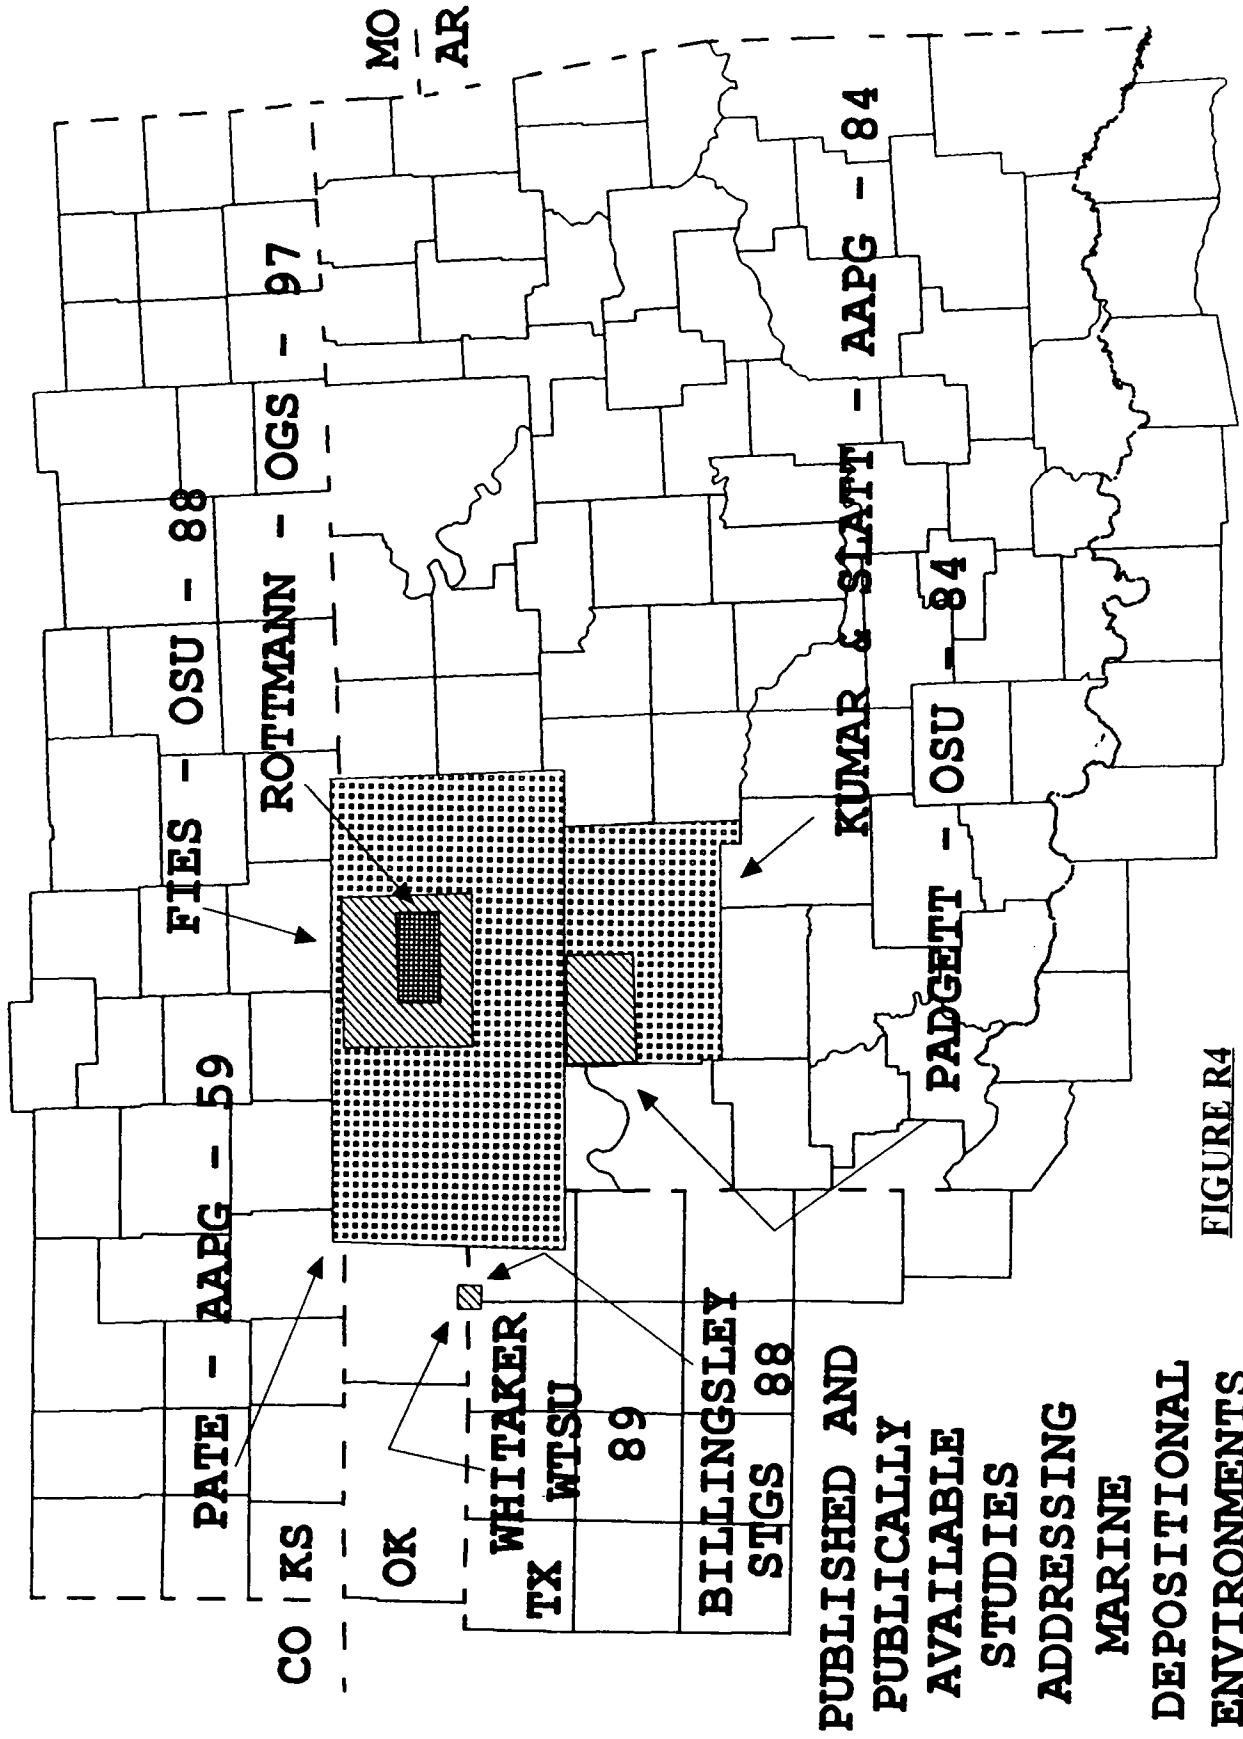 MO
AR
PATE - AAPG - 59
FIES - OSU - 88
ROTTMANN - OGS - 97
CO
KS
OK
TX
WHITAKER
WTSU
89
BILLINGSLEY
STGS 88
KUMAR & SLATT - AAPG - 84
PADGETT - OSU - 84
PUBLISHED AND
PUBLICALLY
AVAILABLE
STUDIES
ADDRESSING
MARINE
DEPOSITIONAL
ENVIRONMENTS
FIGURE R4